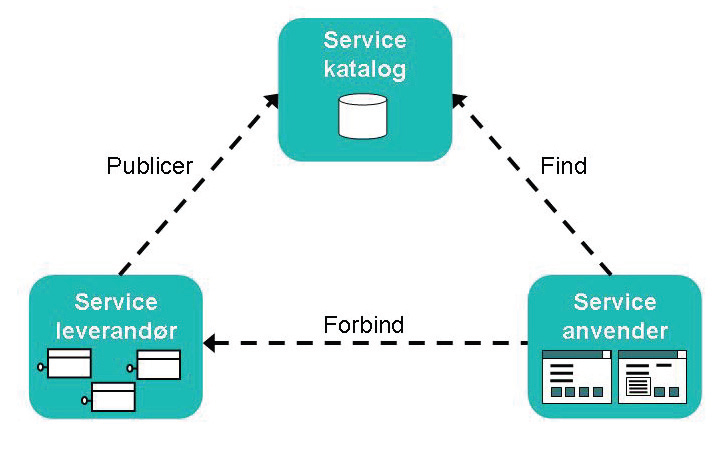 Service
katalog
Publicer
Find
Service
leverandør
Forbind
Service
anvender